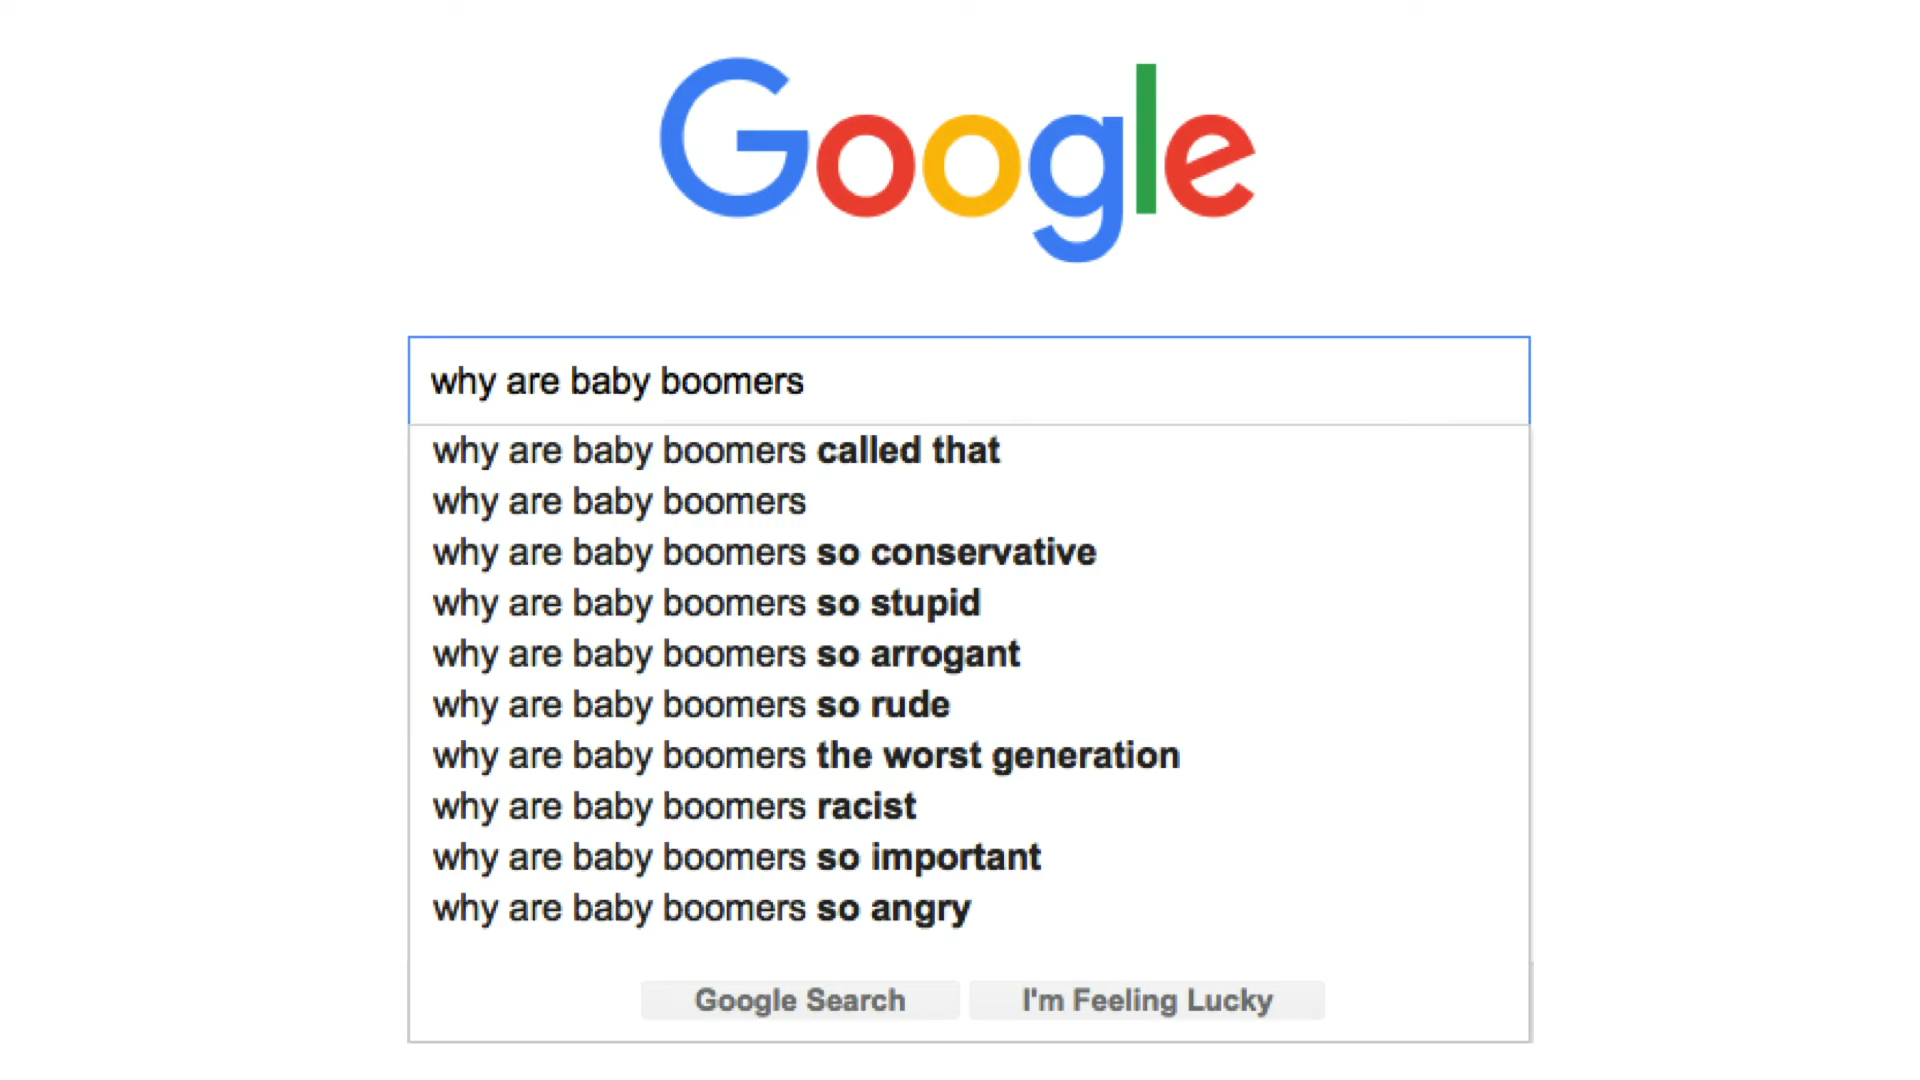 Google
why are baby boomers
why are baby boomers called that
why are baby boomers
why are baby boomers so conservative
why are baby boomers so stupid
why are baby boomers so arrogant
why are baby boomers so rude
why are baby boomers the worst generation
why are baby boomers racist
why are baby boomers so important
why are baby boomers so angry
Google Search I'm Feeling Lucky